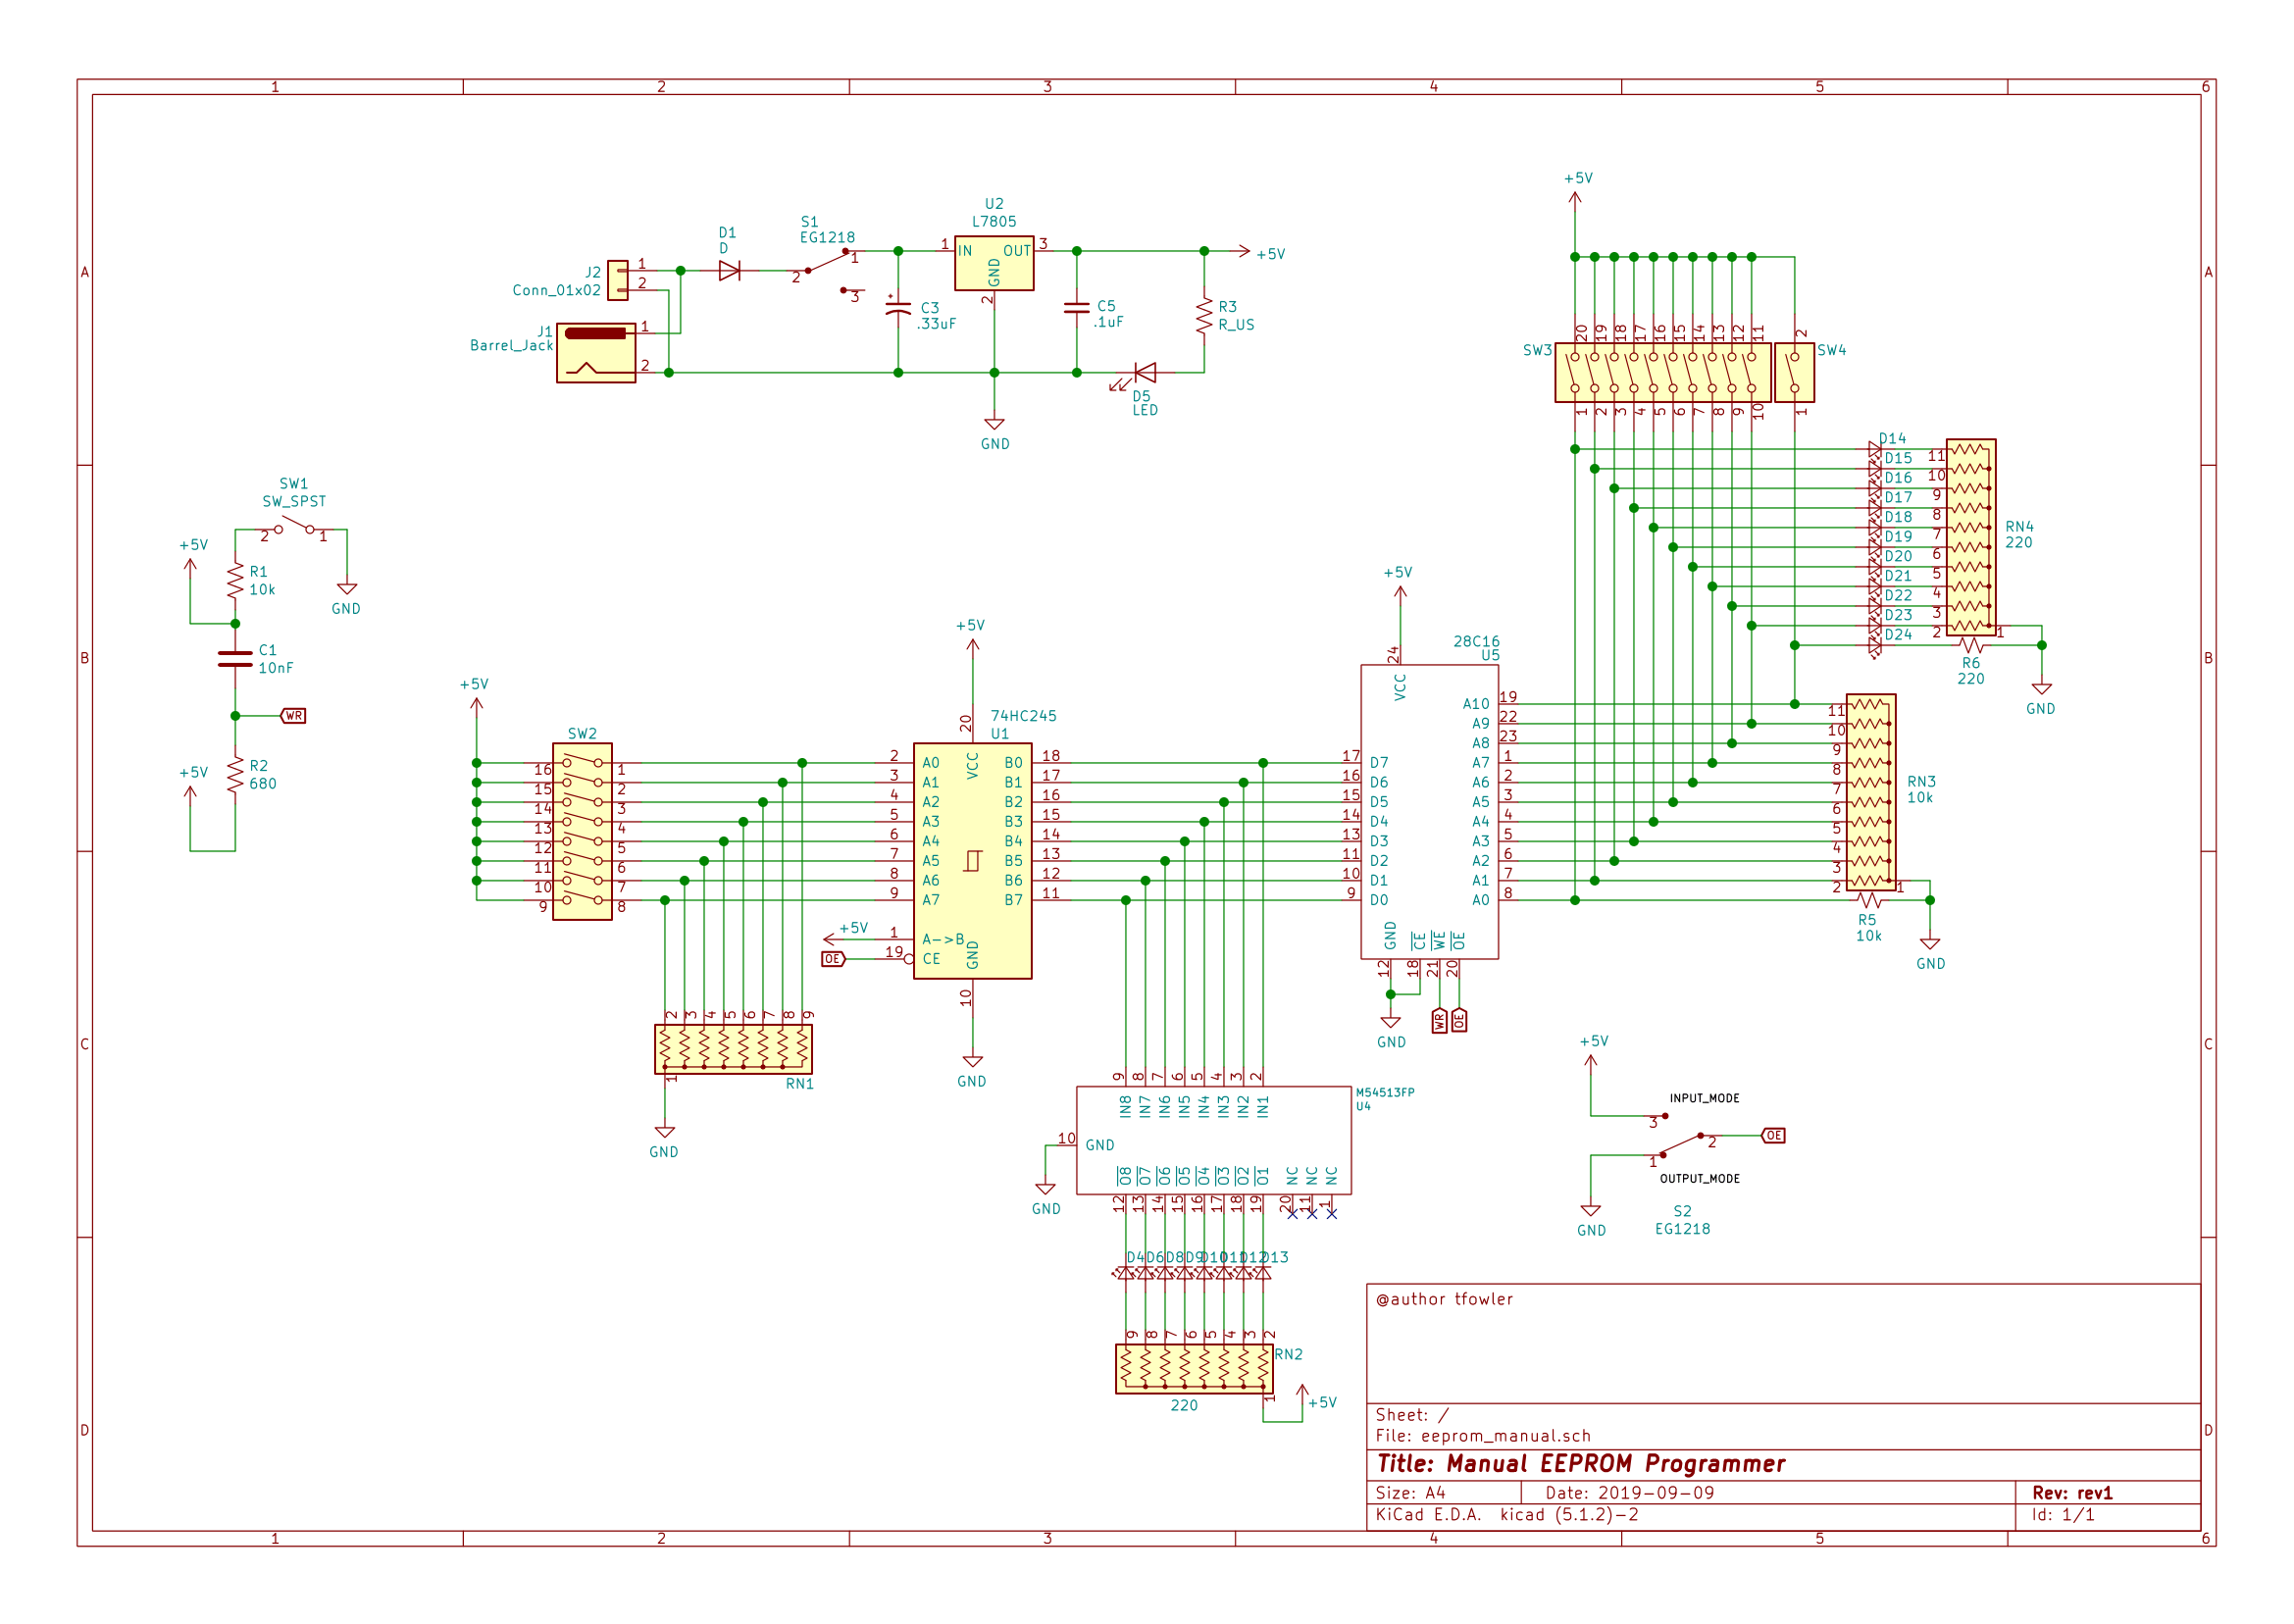 1 2 3 4 5 6
A
B
C
D
A
B
C
D
1 2 3 4 5 6
J2
Conn_01x02
1
2
J1
Barrel_Jack
1
2
D1
D
S1
EG1218
1
2
3
C3
.33uF
+
U2
L7805
1 IN OUT 3
GND
2
C5
.1uF
R3
R_US
+5V
D5
LED
GND
SW1
SW_SPST
2 1
+5V
R1
10k
GND
C1
10nF
WR
+5V
R2
680
+5V
SW2
16 1
15 2
14 3
13 4
12 5
11 6
10 7
9 8
+5V
74HC245
U1
20
VCC
2 A0 B0 18
3 A1 B1 17
4 A2 B2 16
5 A3 B3 15
6 A4 B4 14
7 A5 B5 13
8 A6 B6 12
9 A7 B7 11
+5V
1 A->B
OE 19 CE
GND
10
GND
2 3 4 5 6 7 8 9
1
RN1
GND
+5V
28C16
U5
24
VCC
A10 19
A9 22
A8 23
17 D7 A7 1
16 D6 A6 2
15 D5 A5 3
14 D4 A4 4
13 D3 A3 5
11 D2 A2 6
10 D1 A1 7
9 D0 A0 8
GND CE WE OE
12 18 21 20
WR OE
GND
+5V
20 19 18 17 16 15 14 13 12 11 2
SW3 SW4
1 2 3 4 5 6 7 8 9 10 1
D14
D15
D16
D17
D18
D19
D20
D21
D22
D23
D24
11
10
9
8
7
6
5
4
3
2
1
RN4
220
R6
220
GND
11
10
9
8
7
6
5
4
3
2
1
RN3
10k
R5
10k
GND
9 8 7 6 5 4 3 2
M54513FP
U4
IN8 IN7 IN6 IN5 IN4 IN3 IN2 IN1
10 GND
O8 O7 O6 O5 O4 O3 O2 O1 NC NC NC
12 13 14 15 16 17 18 19 20 11 1
GND
D4 D6 D8 D9 D10 D11 D12 D13
9 8 7 6 5 4 3 2
RN2
1
220
+5V
+5V
INPUT_MODE
3
2 OE
1
OUTPUT_MODE
S2
EG1218
GND
@author tfowler
Sheet: /
File: eeprom_manual.sch
Title: Manual EEPROM Programmer
Size: A4 Date: 2019-09-09 Rev: rev1
KiCad E.D.A. kicad (5.1.2)-2 Id: 1/1